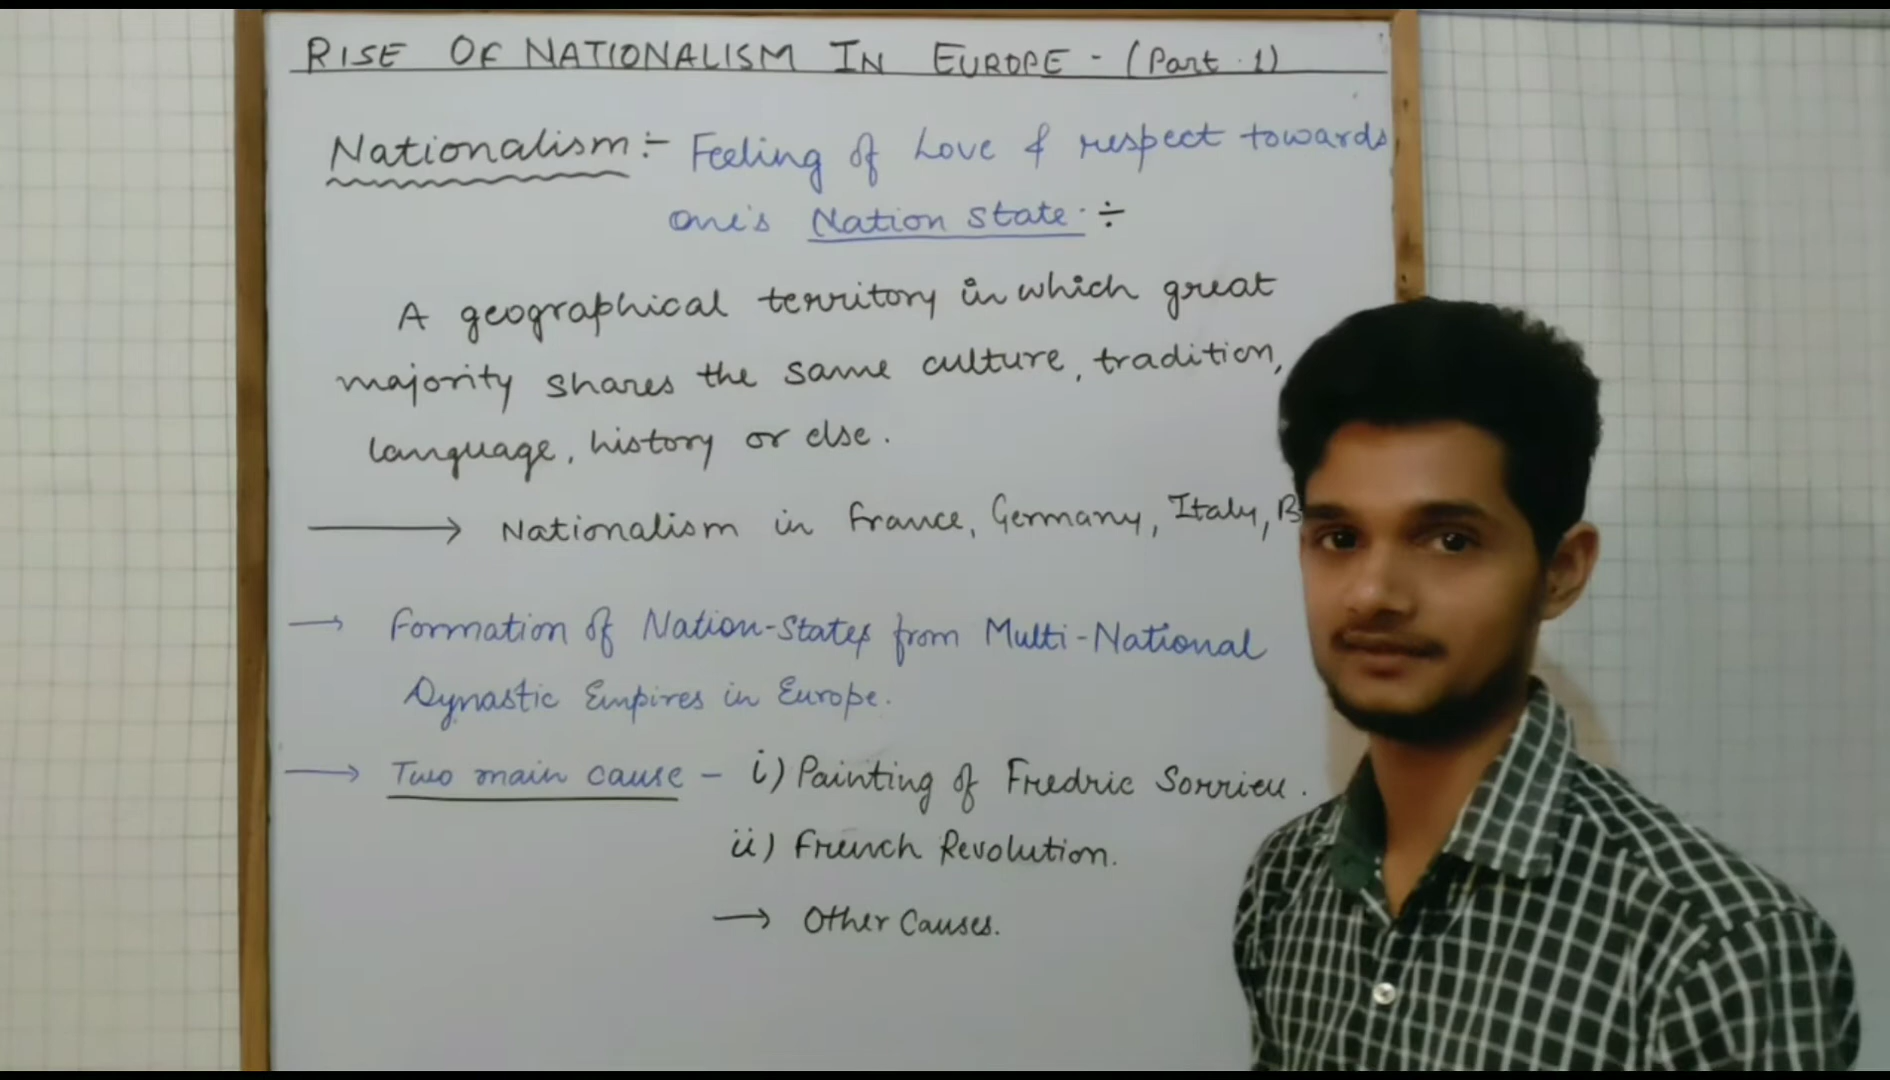 RISE OF NATIONALISM IN EUROPE - (Part 1)
Nationalism ÷ Feeling of Love & respect towards
one's Nation state. ÷
A geographical territory in which great
majority shares the same culture, tradition,
language, history or else.
→ Nationalism in France, Germany, Italy, B
→ Formation of Nation-States from Multi-National
Dynastic Empires in Europe.
→ Two main cause - i) Painting of Fredric Sorrieu.
ii) French Revolution.
→ Other Causes.